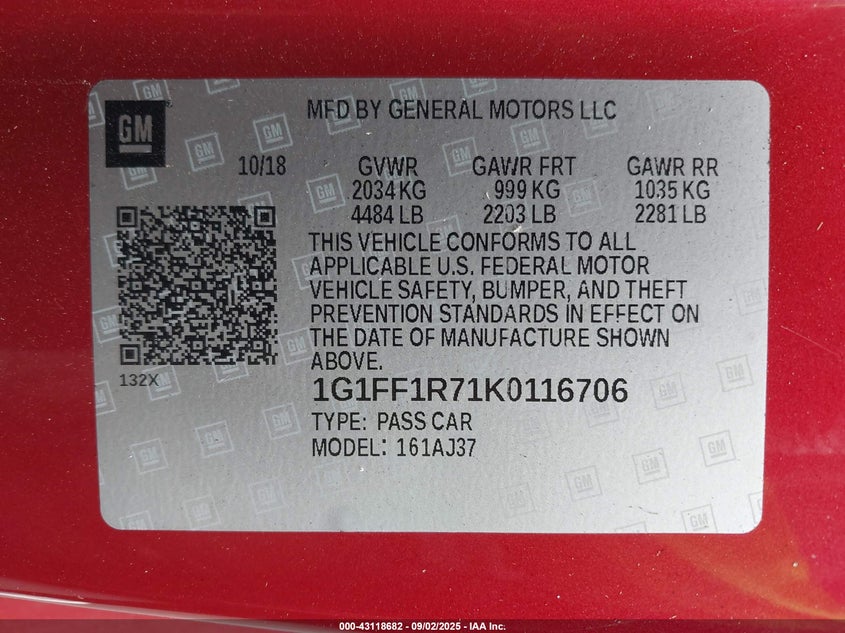 GM
MFD BY GENERAL MOTORS LLC
10/18 GVWR GAWR FRT GAWR RR
2034 KG 999 KG 1035 KG
4484 LB 2203 LB 2281 LB
THIS VEHICLE CONFORMS TO ALL
APPLICABLE U.S. FEDERAL MOTOR
VEHICLE SAFETY, BUMPER, AND THEFT
PREVENTION STANDARDS IN EFFECT ON
THE DATE OF MANUFACTURE SHOWN
ABOVE.
132X
1G1FF1R71K0116706
TYPE: PASS CAR
MODEL: 161AJ37
000-43118682 - 09/02/2025 - IAA Inc.